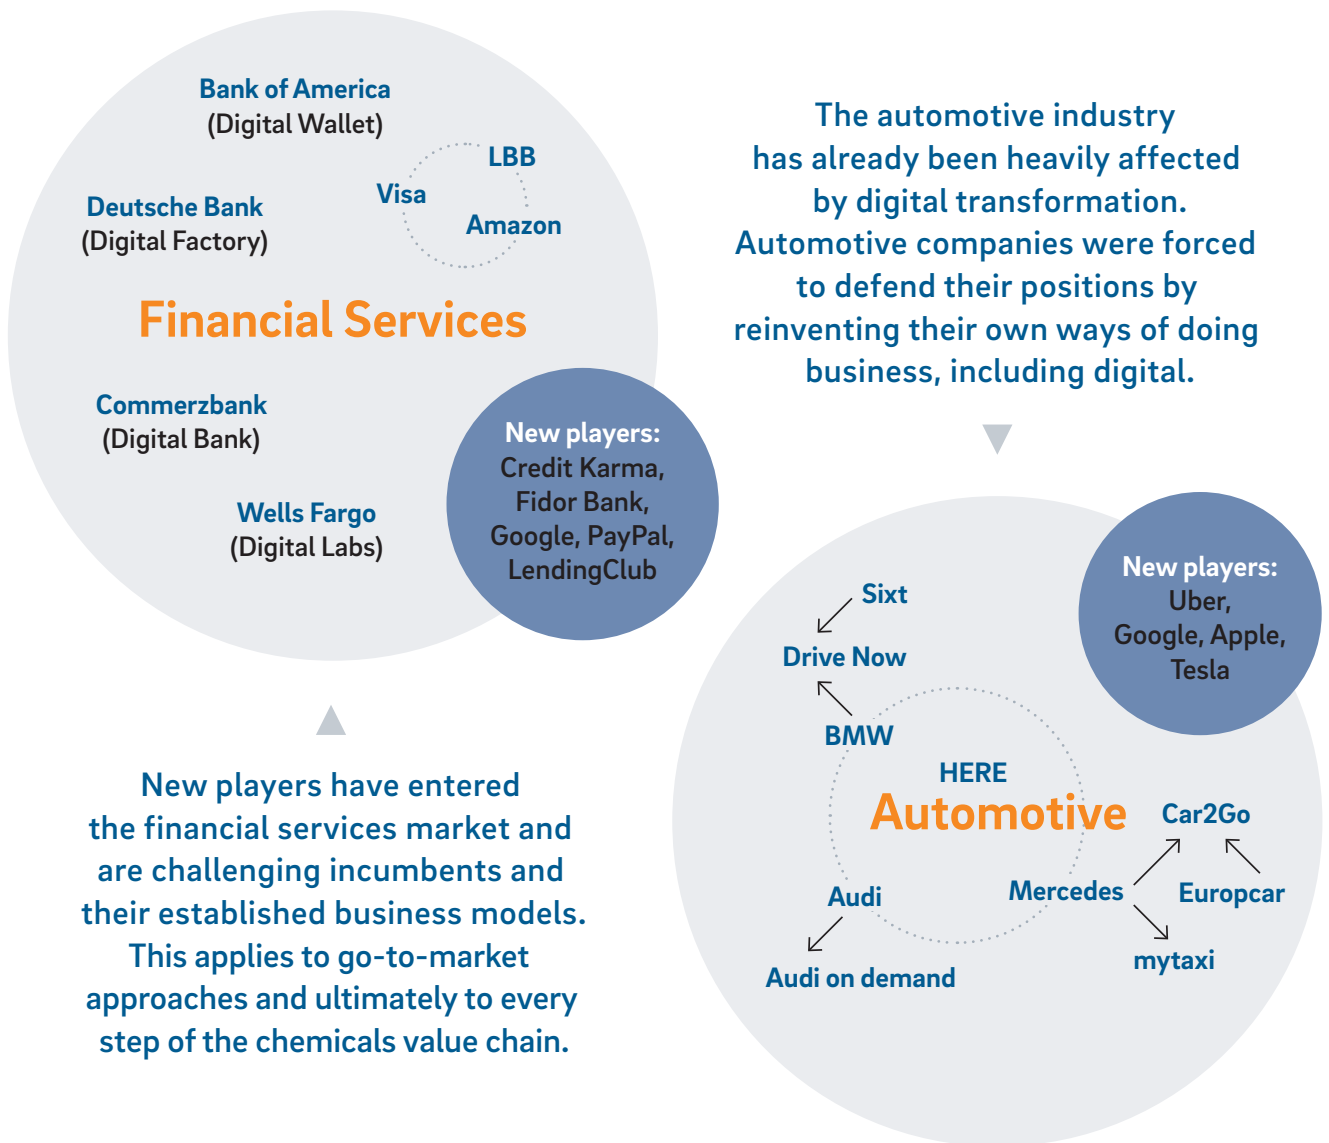 Bank of America
(Digital Wallet)
LBB
Visa
Amazon
Deutsche Bank
(Digital Factory)
Financial Services
Commerzbank
(Digital Bank)
Wells Fargo
(Digital Labs)
New players:
Credit Karma,
Fidor Bank,
Google, PayPal,
LendingClub
The automotive industry
has already been heavily affected
by digital transformation.
Automotive companies were forced
to defend their positions by
reinventing their own ways of doing
business, including digital.
New players have entered
the financial services market and
are challenging incumbents and
their established business models.
This applies to go-to-market
approaches and ultimately to every
step of the chemicals value chain.
New players:
Uber,
Google, Apple,
Tesla
Sixt
Drive Now
BMW
HERE
Automotive
Car2Go
Audi
Mercedes
Europcar
Audi on demand
mytaxi